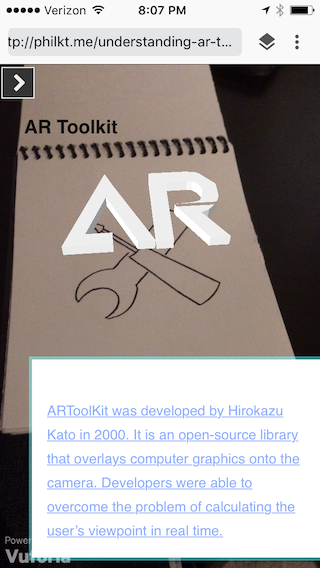 Verizon 8:07 PM
tp://philkt.me/understanding-ar-t...
AR Toolkit
AR
ARToolKit was developed by Hirokazu
Kato in 2000. It is an open-source library
that overlays computer graphics onto the
camera. Developers were able to
overcome the problem of calculating the
user's viewpoint in real time.
Powe
Vuforia